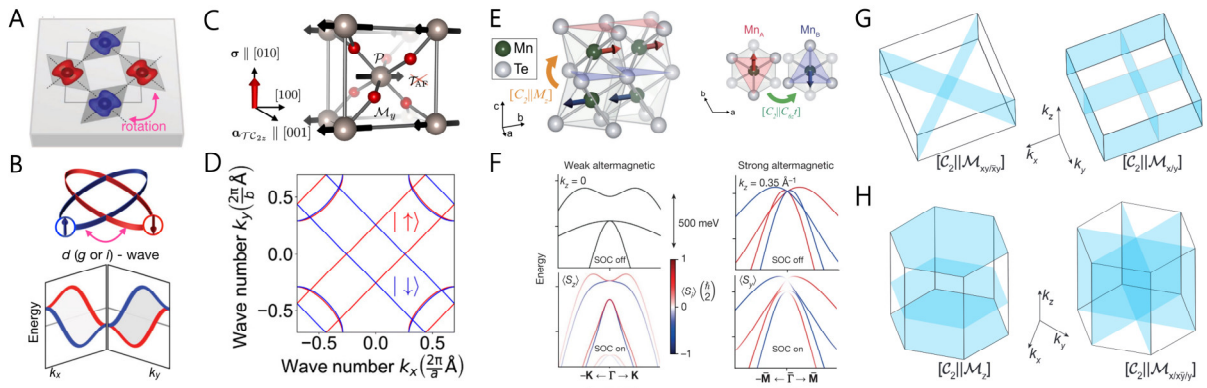 A
rotation
B
d (g or i) - wave
Energy
kx
ky
C
σ ∥ [010]
[100]
α𝒯𝒞2z ∥ [001]
𝒫
𝒯AF
ℳy
D
Wave number ky(2π/b Å)
0.5
0.0
−0.5
|↑⟩
|↓⟩
−0.5
0.0
0.5
Wave number kx(2π/a Å)
E
Mn
Te
[C2||Mz]
c
b
a
MnA
MnB
b
a
[C2||C6zt]
F
Weak altermagnetic
kz = 0
SOC off
500 meV
Energy
⟨Sz⟩
SOC on
−K ← Γ → K
1
0
−1
⟨Si⟩ (ℏ/2)
Strong altermagnetic
kz = 0.35 Å−1
SOC off
⟨Sy⟩
SOC on
−M̄ ← Γ̄ → M̄
G
kz
kx
ky
[𝒞2||ℳxy/x̄y]
[𝒞2||ℳx/y]
H
kz
ky
kx
[𝒞2||ℳz]
[𝒞2||ℳx/xȳ/y]